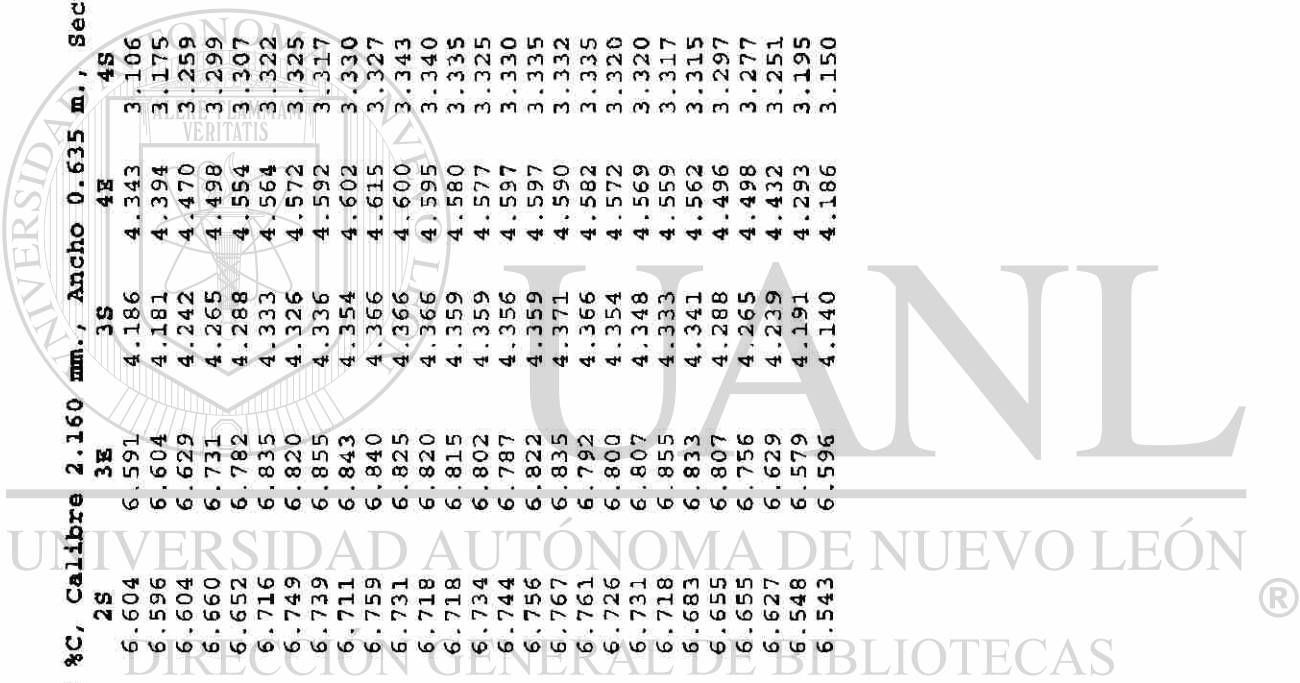 %C, Calibre 2.160 mm., Ancho 0.635 m., Sec
2S 3E 3S 4E 4S
6.604 6.591 4.186 4.343 3.106
6.596 6.604 4.181 4.394 3.175
6.604 6.629 4.242 4.470 3.259
6.660 6.731 4.265 4.498 3.299
6.652 6.782 4.288 4.554 3.307
6.716 6.835 4.333 4.564 3.322
6.749 6.820 4.326 4.572 3.325
6.739 6.855 4.336 4.592 3.317
6.711 6.843 4.354 4.602 3.330
6.759 6.840 4.366 4.615 3.327
6.731 6.825 4.366 4.600 3.343
6.718 6.820 4.366 4.595 3.340
6.718 6.815 4.359 4.580 3.335
6.734 6.802 4.359 4.577 3.325
6.744 6.787 4.356 4.597 3.330
6.756 6.822 4.359 4.597 3.335
6.767 6.835 4.371 4.590 3.332
6.761 6.792 4.366 4.582 3.335
6.726 6.800 4.354 4.572 3.320
6.731 6.807 4.348 4.569 3.320
6.718 6.855 4.333 4.559 3.317
6.683 6.833 4.341 4.562 3.315
6.655 6.807 4.288 4.496 3.297
6.655 6.756 4.265 4.498 3.277
6.627 6.629 4.239 4.432 3.251
6.548 6.579 4.191 4.293 3.195
6.543 6.596 4.140 4.186 3.150
UNIVERSIDAD AUTONOMA DE NUEVO LEON
ALERE FLAMMAM
VERITATIS
UANL
UNIVERSIDAD AUTÓNOMA DE NUEVO LEÓN
®
DIRECCIÓN GENERAL DE BIBLIOTECAS